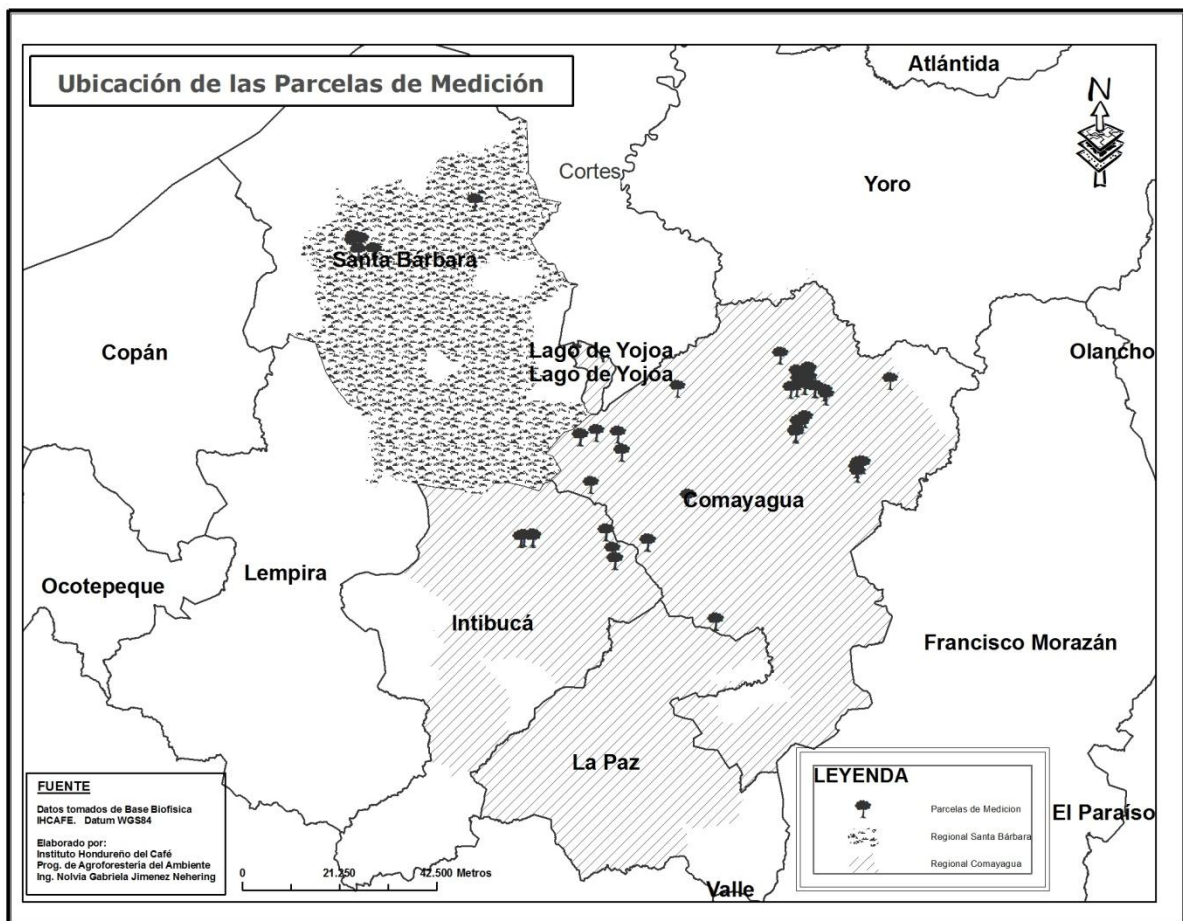 Ubicación de las Parcelas de Medición
Atlántida
N
Cortes
Yoro
Santa Bárbara
Copán
Lago de Yojoa
Lago de Yojoa
Olancho
Comayagua
Ocotepeque
Lempira
Intibucá
Francisco Morazán
La Paz
El Paraíso
Valle
FUENTE
Datos tomados de Base Biofisica
IHCAFE. Datum WGS84
Elaborado por:
Instituto Hondureño del Café
Prog. de Agroforestería del Ambiente
Ing. Nolvia Gabriela Jimenez Nehering
0 21.250 42.500 Metros
LEYENDA
Parcelas de Medicion
Regional Santa Bárbara
Regional Comayagua